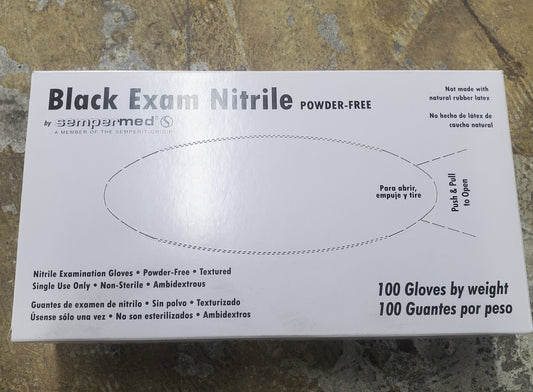 Black Exam Nitrile POWDER-FREE
by sempermed®
A MEMBER OF THE SEMPERIT GROUP
Not made with
natural rubber latex
No hecho de látex de
caucho natural
Para abrir,
empuje y tire
Push & Pull
to Open
Nitrile Examination Gloves • Powder-Free • Textured
Single Use Only • Non-Sterile • Ambidextrous
Guantes de examen de nitrilo • Sin polvo • Texturizado
Úsense sólo una vez • No son esterilizados • Ambidextros
100 Gloves by weight
100 Guantes por peso